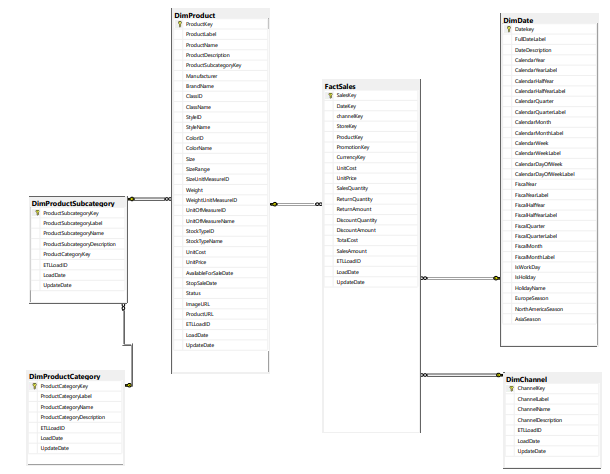 DimProduct
ProductKey
ProductLabel
ProductName
ProductDescription
ProductSubcategoryKey
Manufacturer
BrandName
ClassID
ClassName
StyleID
StyleName
ColorID
ColorName
Size
SizeRange
SizeUnitMeasureID
Weight
WeightUnitMeasureID
UnitOfMeasureID
UnitOfMeasureName
StockTypeID
StockTypeName
UnitCost
UnitPrice
AvailableForSaleDate
StopSaleDate
Status
ImageURL
ProductURL
ETLLoadID
LoadDate
UpdateDate
DimProductSubcategory
ProductSubcategoryKey
ProductSubcategoryLabel
ProductSubcategoryName
ProductSubcategoryDescription
ProductCategoryKey
ETLLoadID
LoadDate
UpdateDate
DimProductCategory
ProductCategoryKey
ProductCategoryLabel
ProductCategoryName
ProductCategoryDescription
ETLLoadID
LoadDate
UpdateDate
FactSales
SalesKey
DateKey
channelKey
StoreKey
ProductKey
PromotionKey
CurrencyKey
UnitCost
UnitPrice
SalesQuantity
ReturnQuantity
ReturnAmount
DiscountQuantity
DiscountAmount
TotalCost
SalesAmount
ETLLoadID
LoadDate
UpdateDate
DimDate
Datekey
FullDateLabel
DateDescription
CalendarYear
CalendarYearLabel
CalendarHalfYear
CalendarHalfYearLabel
CalendarQuarter
CalendarQuarterLabel
CalendarMonth
CalendarMonthLabel
CalendarWeek
CalendarWeekLabel
CalendarDayOfWeek
CalendarDayOfWeekLabel
FiscalYear
FiscalYearLabel
FiscalHalfYear
FiscalHalfYearLabel
FiscalQuarter
FiscalQuarterLabel
FiscalMonth
FiscalMonthLabel
IsWorkDay
IsHoliday
HolidayName
EuropeSeason
NorthAmericaSeason
AsiaSeason
DimChannel
ChannelKey
ChannelLabel
ChannelName
ChannelDescription
ETLLoadID
LoadDate
UpdateDate